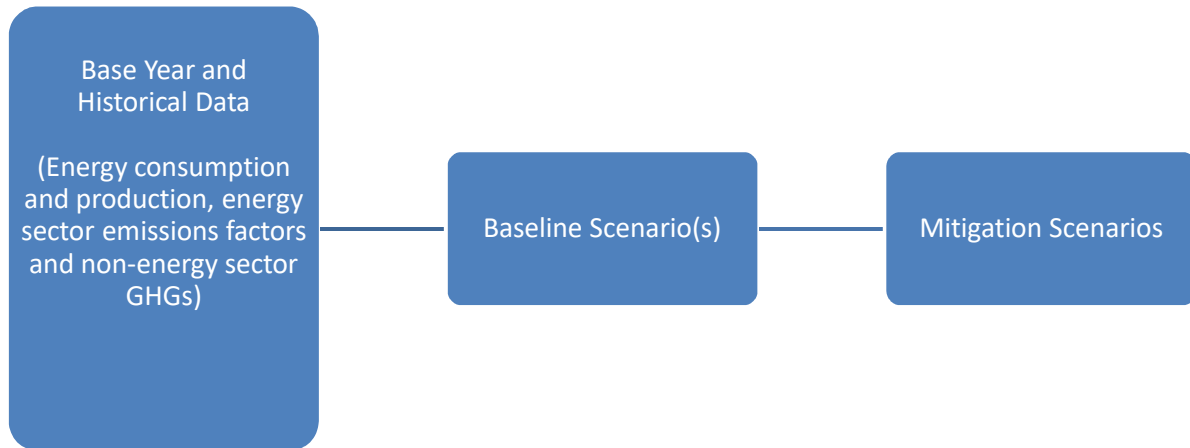 Base Year and
Historical Data
(Energy consumption
and production, energy
sector emissions factors
and non-energy sector
GHGs)
Baseline Scenario(s)
Mitigation Scenarios